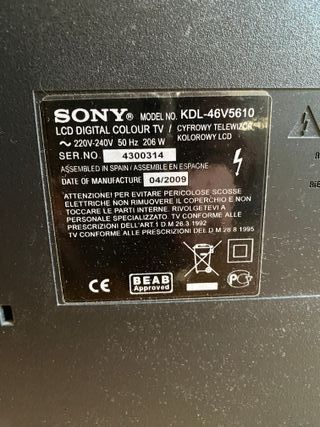 SONY® MODEL NO. KDL-46V5610
LCD DIGITAL COLOUR TV / CYFROWY TELEWIZOR
~ 220V-240V 50 Hz 206 W KOLOROWY LCD
SER.NO. 4300314
ASSEMBLED IN SPAIN / ASSEMBLE EN ESPAGNE
DATE OF MANUFACTURE 04/2009
ATTENZIONE! PER EVITARE PERICOLOSE SCOSSE
ELETTRICHE NON RIMUOVERE IL COPERCHIO E NON
TOCCARE LE PARTI INTERNE. RIVOLGETEVI A
PERSONALE SPECIALIZZATO TV CONFORME ALLE
PRESCRIZIONI DELL'ART.1 D M 26 3 1992
TV CONFORME ALLE PRESCRIZIONI DEL D M 28 8 1995
CE
BEAB
Approved